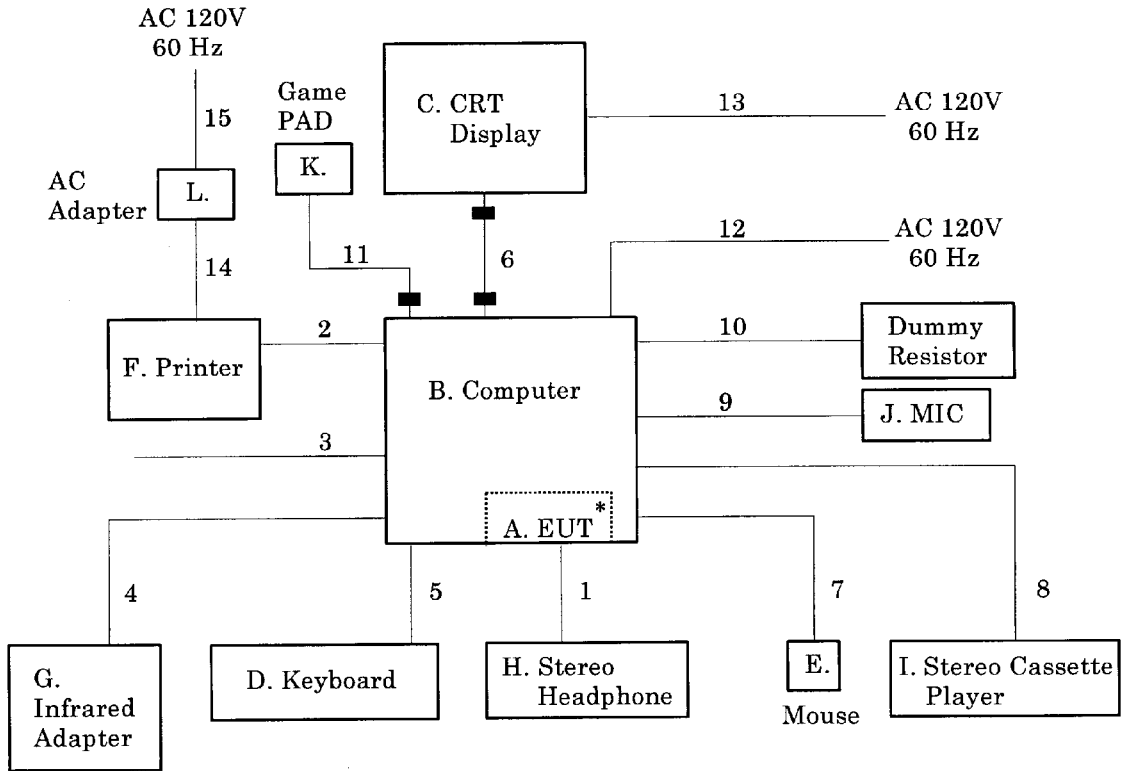 AC 120V
60 Hz
15
Game
PAD
K.
C. CRT
Display
13
AC 120V
60 Hz
AC
Adapter
L.
14
11
6
12
AC 120V
60 Hz
F. Printer
2
B. Computer
10
Dummy
Resistor
9
J. MIC
3
A. EUT *
4
5
1
7
8
G.
Infrared
Adapter
D. Keyboard
H. Stereo
Headphone
E.
Mouse
I. Stereo Cassette
Player